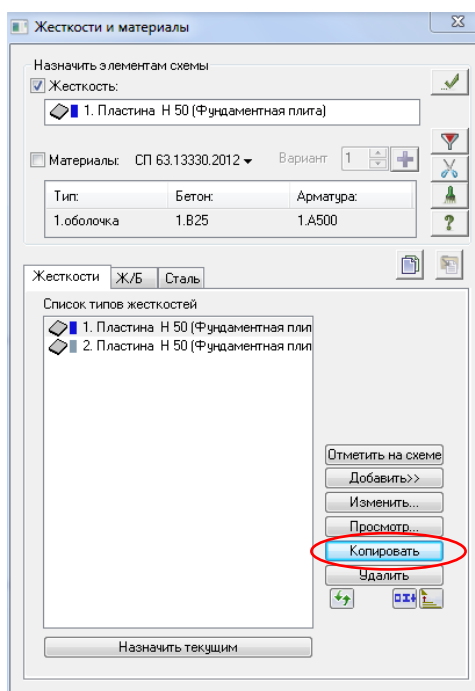 Жесткости и материалы
Назначить элементам схемы
Жесткость:
1. Пластина Н 50 (Фундаментная плита)
Материалы: СП 63.13330.2012 Вариант 1
Тип: Бетон: Арматура:
1.оболочка 1.B25 1.A500
Жесткости Ж/Б Сталь
Список типов жесткостей
1. Пластина Н 50 (Фундаментная плит
2. Пластина Н 50 (Фундаментная плит
Отметить на схеме
Добавить>>
Изменить...
Просмотр...
Копировать
Удалить
Назначить текущим